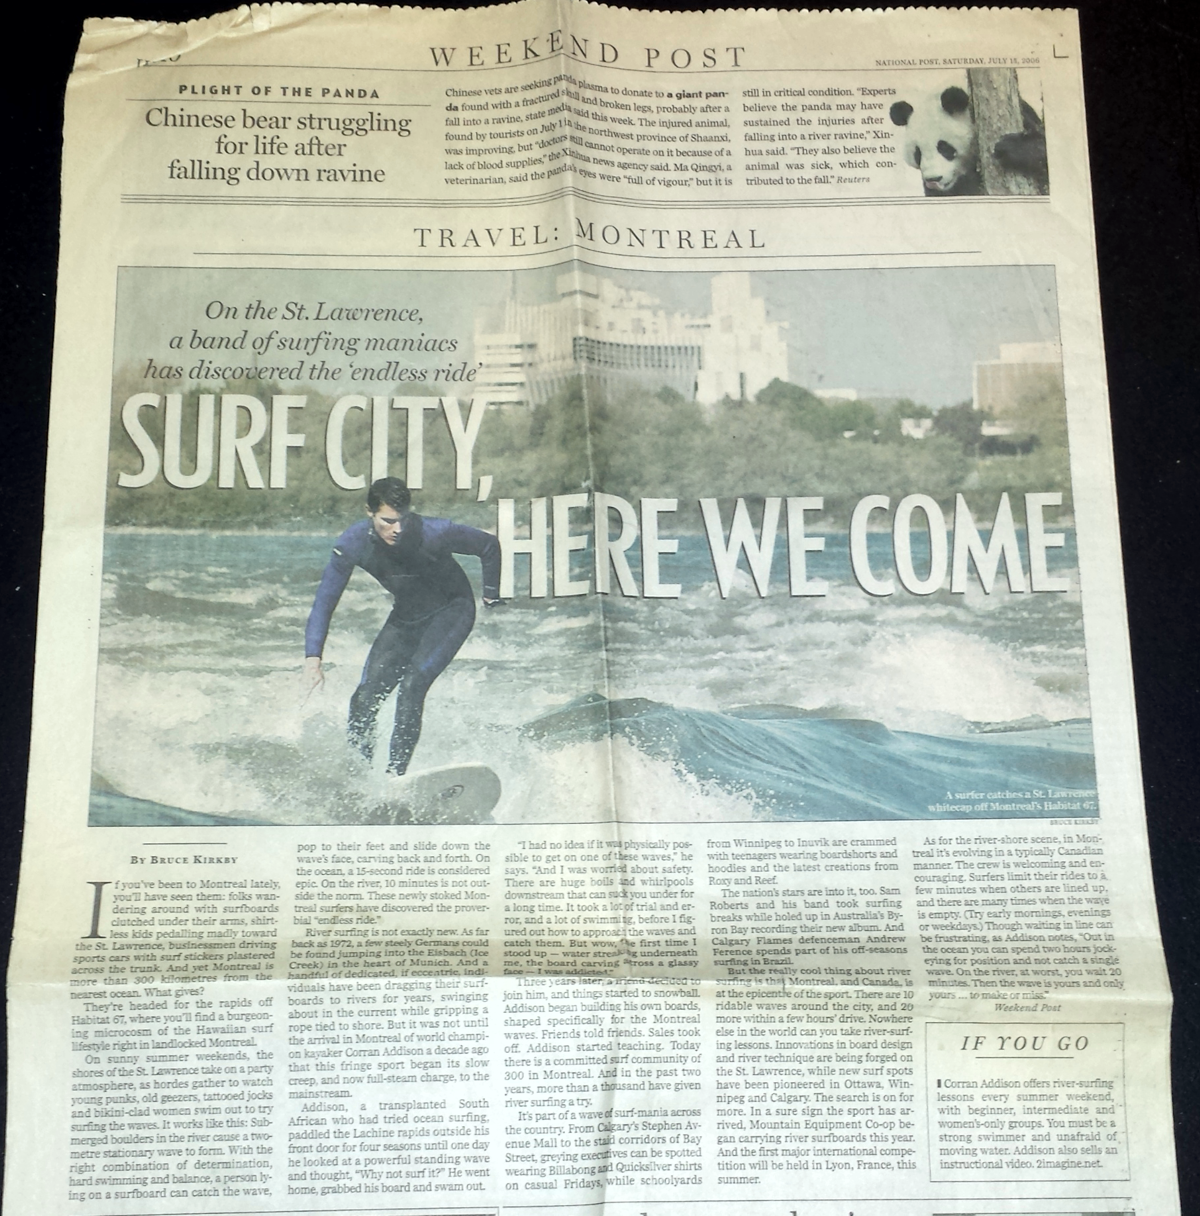 WEEKEND POST
NATIONAL POST, SATURDAY, JULY 15, 2006
PLIGHT OF THE PANDA
Chinese bear struggling
for life after
falling down ravine
Chinese vets are seeking panda plasma to donate to a giant pan-
da found with a fractured skull and broken legs, probably after a
fall into a ravine, state media said this week. The injured animal,
found by tourists on July 1 in the northwest province of Shaanxi,
was improving, but "doctors still cannot operate on it because of a
lack of blood supplies," the Xinhua news agency said. Ma Qingyi, a
veterinarian, said the panda's eyes were "full of vigour," but it is
still in critical condition. "Experts
believe the panda may have
sustained the injuries after
falling into a river ravine," Xin-
hua said. "They also believe the
animal was sick, which con-
tributed to the fall." Reuters
TRAVEL: MONTREAL
On the St. Lawrence,
a band of surfing maniacs
has discovered the 'endless ride'
SURF CITY,
HERE WE COME
A surfer catches a St. Lawrence
whitecap off Montreal's Habitat 67.
BRUCE KIRKBY
BY BRUCE KIRKBY
If you've been to Montreal lately,
you'll have seen them: folks wan-
dering around with surfboards
clutched under their arms, shirt-
less kids pedalling madly toward
the St. Lawrence, businessmen driving
sports cars with surf stickers plastered
across the trunk. And yet Montreal is
more than 300 kilometres from the
nearest ocean. What gives?
They're headed for the rapids off
Habitat 67, where you'll find a burgeon-
ing microcosm of the Hawaiian surf
lifestyle right in landlocked Montreal.
On sunny summer weekends, the
shores of the St. Lawrence take on a party
atmosphere, as hordes gather to watch
young punks, old geezers, tattooed jocks
and bikini-clad women swim out to try
surfing the waves. It works like this: Sub-
merged boulders in the river cause a two-
metre stationary wave to form. With the
right combination of determination,
hard swimming and balance, a person ly-
ing on a surfboard can catch the wave,
pop to their feet and slide down the
wave's face, carving back and forth. On
the ocean, a 15-second ride is considered
epic. On the river, 10 minutes is not out-
side the norm. These newly stoked Mon-
treal surfers have discovered the prover-
bial "endless ride."
River surfing is not exactly new. As far
back as 1972, a few steely Germans could
be found jumping into the Eisbach (Ice
Creek) in the heart of Munich. And a
handful of dedicated, if eccentric, indi-
viduals have been dragging their surf-
boards to rivers for years, swinging
about in the current while gripping a
rope tied to shore. But it was not until
the arrival in Montreal of world champi-
on kayaker Corran Addison a decade ago
that this fringe sport began its slow
creep, and now full-steam charge, to the
mainstream.
Addison, a transplanted South
African who had tried ocean surfing,
paddled the Lachine rapids outside his
front door for four seasons until one day
he looked at a powerful standing wave
and thought, "Why not surf it?" He went
home, grabbed his board and swam out.
"I had no idea if it was physically pos-
sible to get on one of these waves," he
says. "And I was worried about safety.
There are huge boils and whirlpools
downstream that can suck you under for
a long time. It took a lot of trial and er-
ror, and a lot of swimming, before I fig-
ured out how to approach the waves and
catch them. But wow, the first time I
stood up — water streaking underneath
me, the board carving across a glassy
face — I was addicted."
Three years later, a friend decided to
join him, and things started to snowball.
Addison began building his own boards,
shaped specifically for the Montreal
waves. Friends told friends. Sales took
off. Addison started teaching. Today
there is a committed surf community of
300 in Montreal. And in the past two
years, more than a thousand have given
river surfing a try.
It's part of a wave of surf-mania across
the country. From Calgary's Stephen Av-
enue Mall to the staid corridors of Bay
Street, greying executives can be spotted
wearing Billabong and Quicksilver shirts
on casual Fridays, while schoolyards
from Winnipeg to Inuvik are crammed
with teenagers wearing boardshorts and
hoodies and the latest creations from
Roxy and Reef.
The nation's stars are into it, too. Sam
Roberts and his band took surfing
breaks while holed up in Australia's By-
ron Bay recording their new album. And
Calgary Flames defenceman Andrew
Ference spends part of his off-seasons
surfing in Brazil.
But the really cool thing about river
surfing is that Montreal, and Canada, is
at the epicentre of the sport. There are 10
ridable waves around the city, and 20
more within a few hours' drive. Nowhere
else in the world can you take river-surf-
ing lessons. Innovations in board design
and river technique are being forged on
the St. Lawrence, while new surf spots
have been pioneered in Ottawa, Win-
nipeg and Calgary. The search is on for
more. In a sure sign the sport has ar-
rived, Mountain Equipment Co-op be-
gan carrying river surfboards this year.
And the first major international compe-
tition will be held in Lyon, France, this
summer.
As for the river-shore scene, in Mon-
treal it's evolving in a typically Canadian
manner. The crew is welcoming and en-
couraging. Surfers limit their rides to a
few minutes when others are lined up,
and there are many times when the wave
is empty. (Try early mornings, evenings
or weekdays.) Though waiting in line can
be frustrating, as Addison notes, "Out in
the ocean you can spend two hours jock-
eying for position and not catch a single
wave. On the river, at worst, you wait 20
minutes. Then the wave is yours and only
yours ... to make or miss."
Weekend Post
IF YOU GO
Corran Addison offers river-surfing
lessons every summer weekend,
with beginner, intermediate and
women's-only groups. You must be a
strong swimmer and unafraid of
moving water. Addison also sells an
instructional video. 2imagine.net.